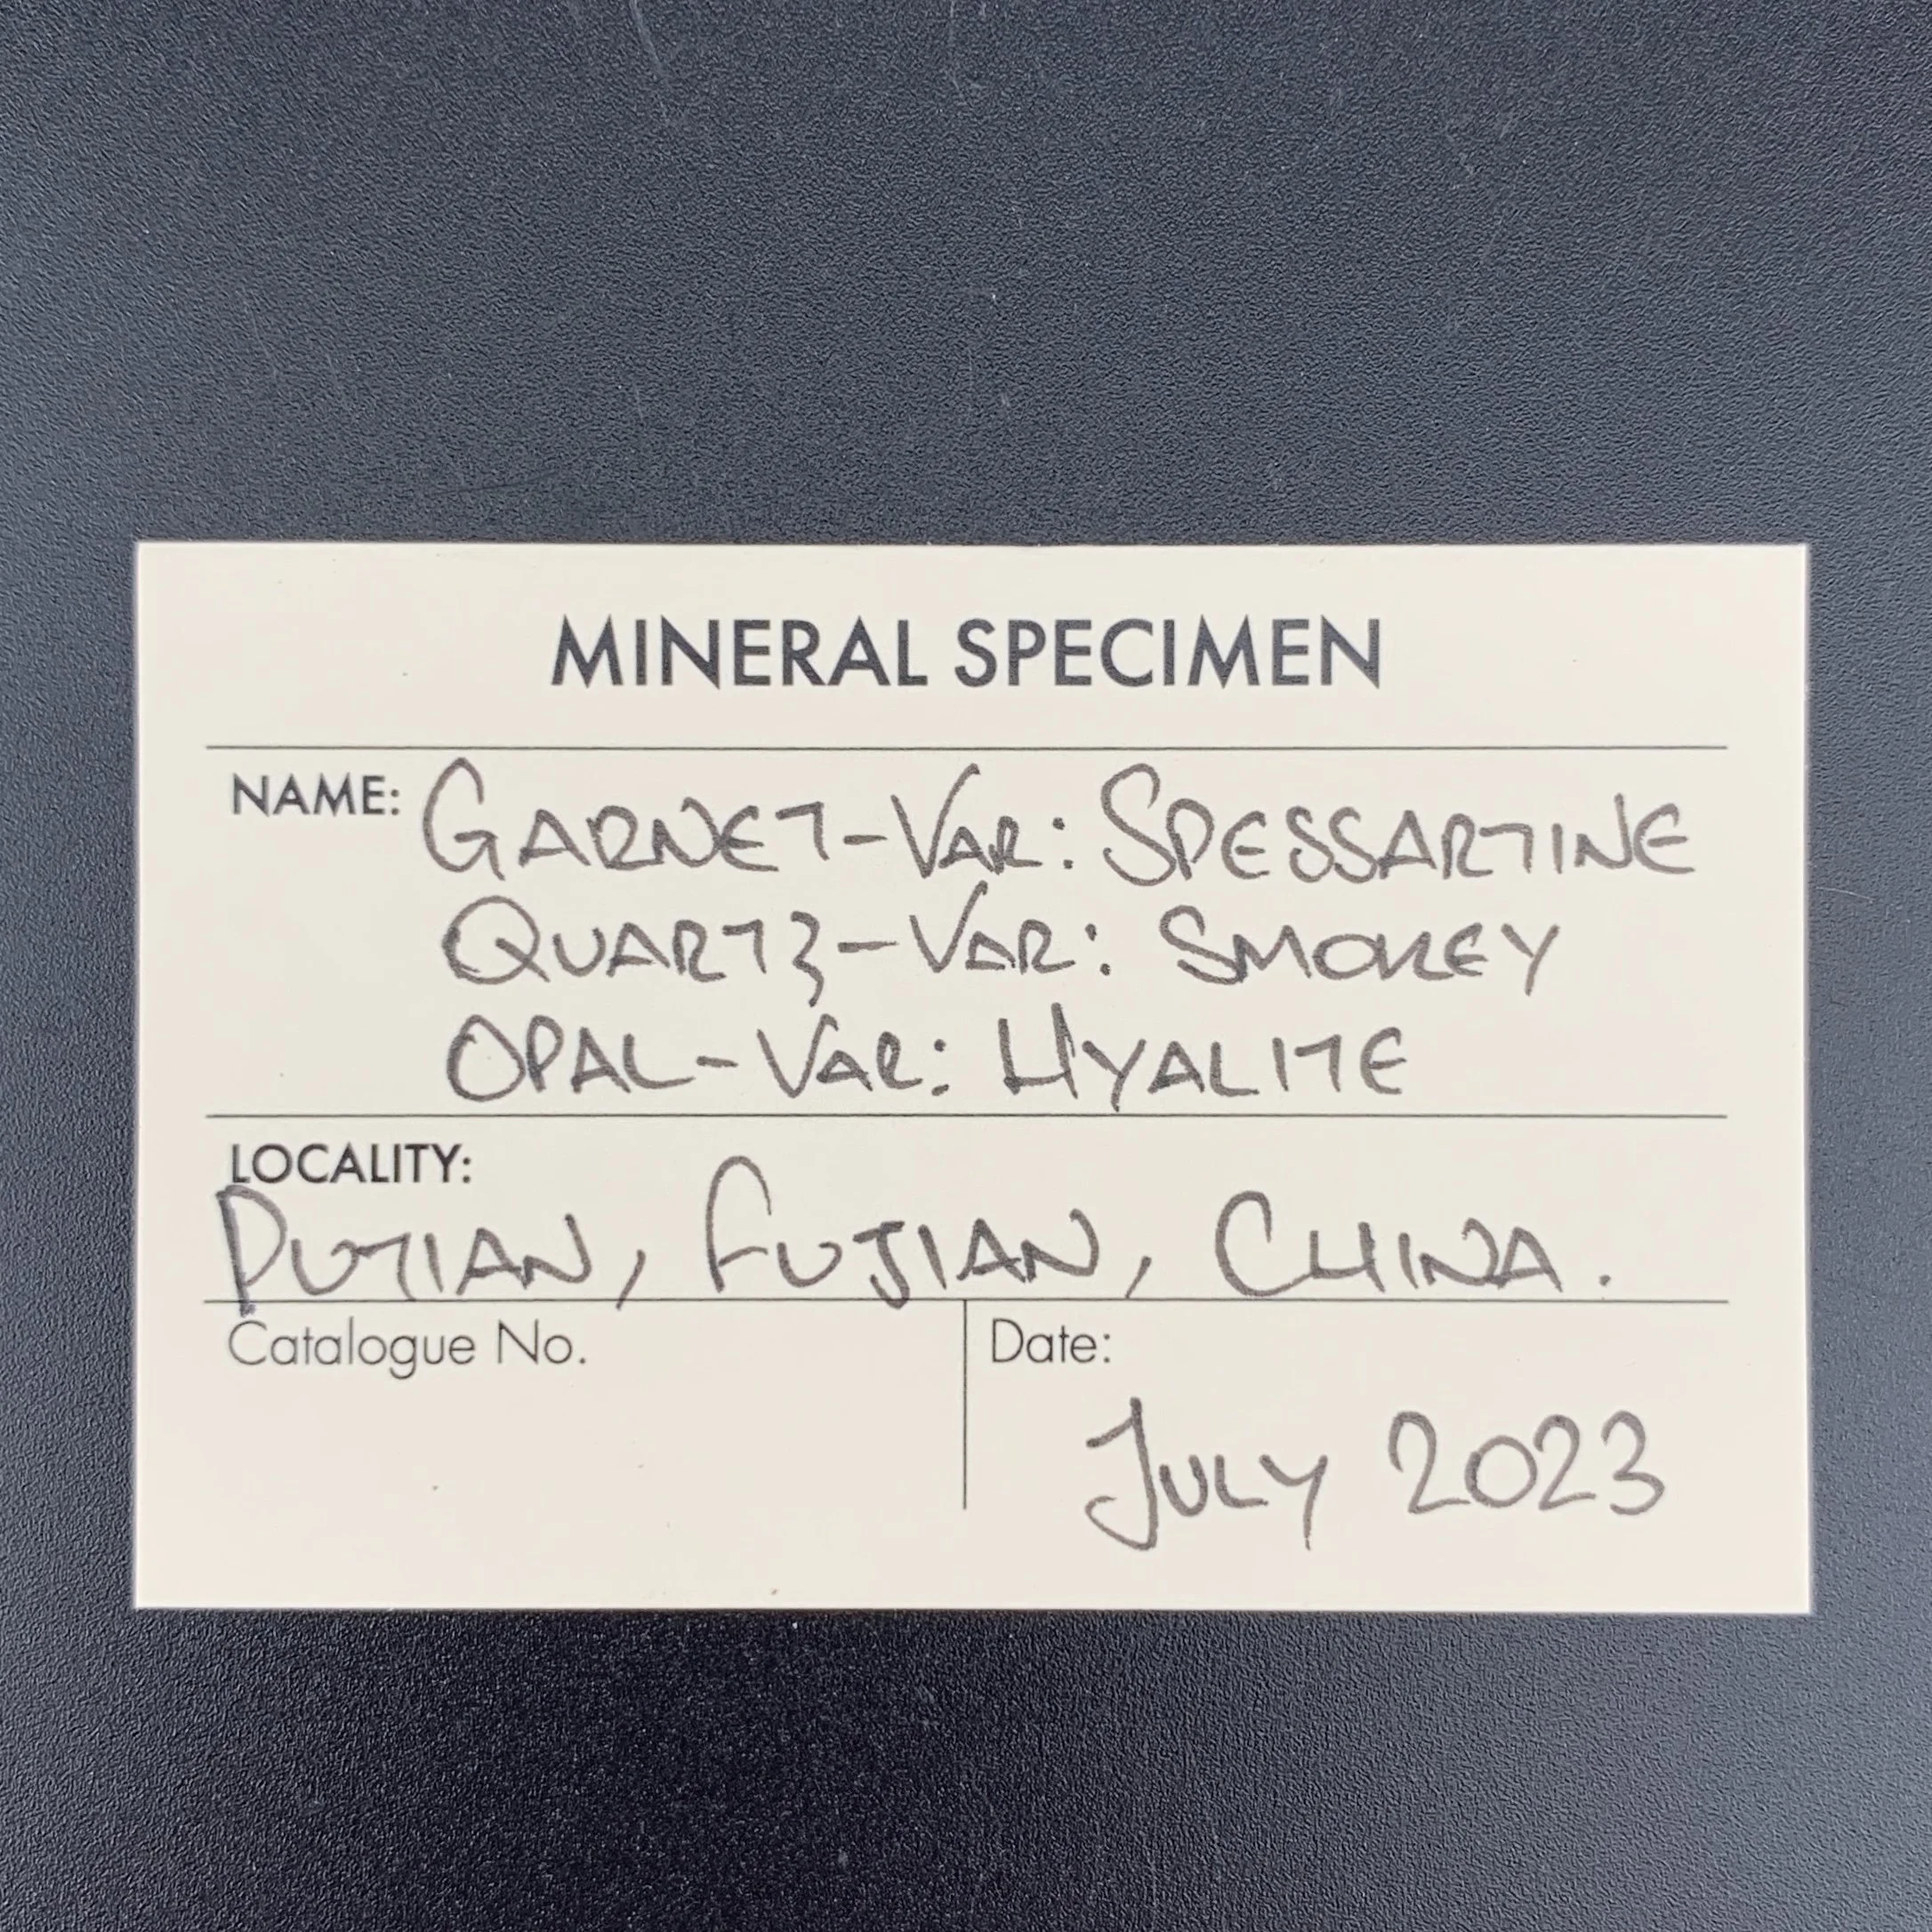 MINERAL SPECIMEN
NAME: GARNET-VAR: SPESSARTINE
QUARTZ-VAR: SMOKEY
OPAL-VAR: HYALITE
LOCALITY:
PUTIAN, FUJIAN, CHINA.
Catalogue No.
Date:
JULY 2023